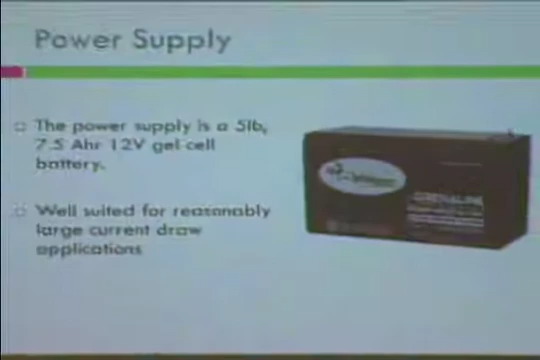 Power Supply
The power supply is a 5lb,
7.5 Ahr 12V gel cell
battery.
Well suited for reasonably
large current draw
applications